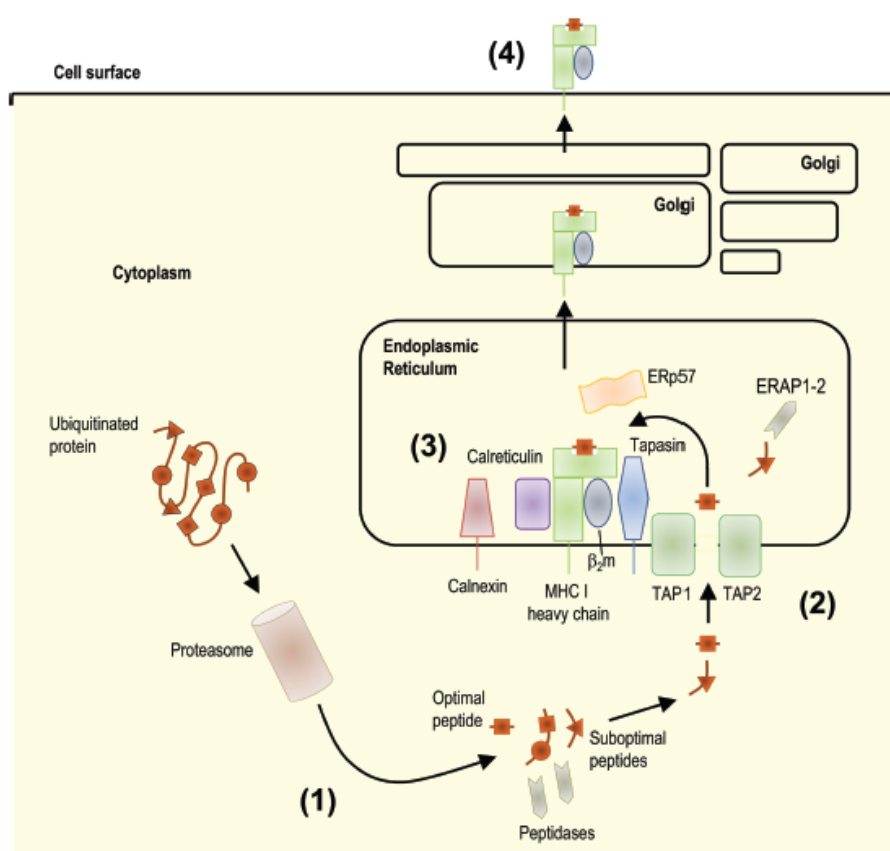 (4)
Cell surface
Golgi
Golgi
Cytoplasm
Endoplasmic
Reticulum
ERp57
ERAP1-2
Ubiquitinated
protein
(3)
Calreticulin
Tapasin
β₂m
Calnexin
MHC I
heavy chain
TAP1
TAP2
(2)
Proteasome
Optimal
peptide
Suboptimal
peptides
(1)
Peptidases